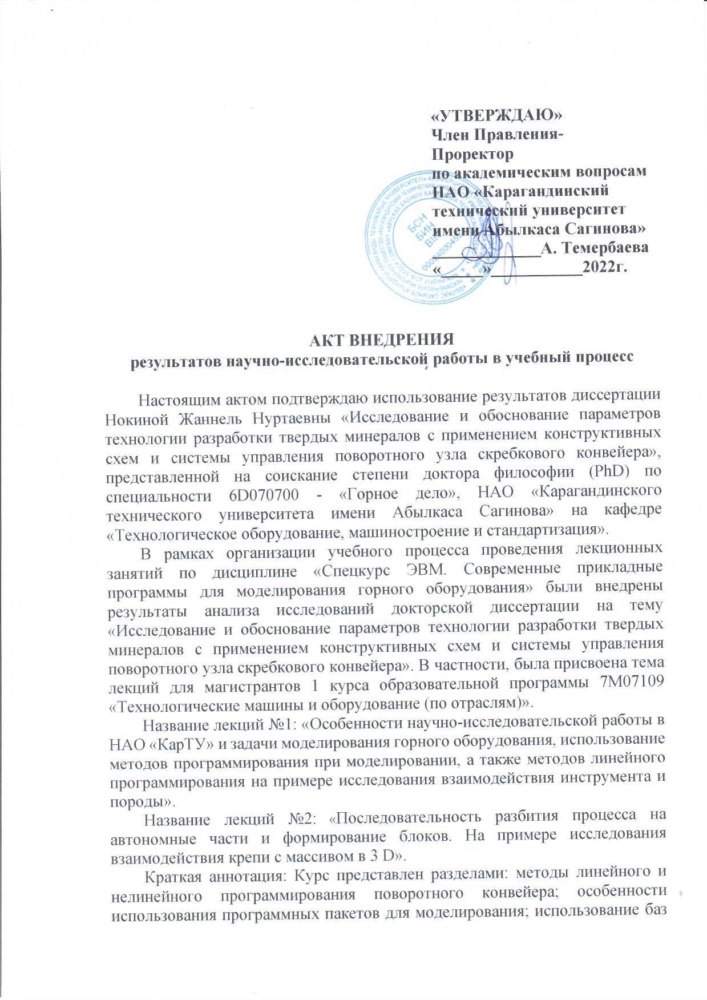 «УТВЕРЖДАЮ»
Член Правления-
Проректор
по академическим вопросам
НАО «Карагандинский
технический университет
имени Абылкаса Сагинова»
_____________А. Темербаева
«_____»___________2022г.
БСН
БИН
BIN
АКТ ВНЕДРЕНИЯ
результатов научно-исследовательской работы в учебный процесс
Настоящим актом подтверждаю использование результатов диссертации
Нокиной Жаннель Нуртаевны «Исследование и обоснование параметров
технологии разработки твердых минералов с применением конструктивных
схем и системы управления поворотного узла скребкового конвейера»,
представленной на соискание степени доктора философии (PhD) по
специальности 6D070700 - «Горное дело», НАО «Карагандинского
технического университета имени Абылкаса Сагинова» на кафедре
«Технологическое оборудование, машиностроение и стандартизация».
В рамках организации учебного процесса проведения лекционных
занятий по дисциплине «Спецкурс ЭВМ. Современные прикладные
программы для моделирования горного оборудования» были внедрены
результаты анализа исследований докторской диссертации на тему
«Исследование и обоснование параметров технологии разработки твердых
минералов с применением конструктивных схем и системы управления
поворотного узла скребкового конвейера». В частности, была присвоена тема
лекций для магистрантов 1 курса образовательной программы 7М07109
«Технологические машины и оборудование (по отраслям)».
Название лекций №1: «Особенности научно-исследовательской работы в
НАО «КарТУ» и задачи моделирования горного оборудования, использование
методов программирования при моделировании, а также методов линейного
программирования на примере исследования взаимодействия инструмента и
породы».
Название лекций №2: «Последовательность разбития процесса на
автономные части и формирование блоков. На примере исследования
взаимодействия крепи с массивом в 3 D».
Краткая аннотация: Курс представлен разделами: методы линейного и
нелинейного программирования поворотного конвейера; особенности
использования программных пакетов для моделирования; использование баз